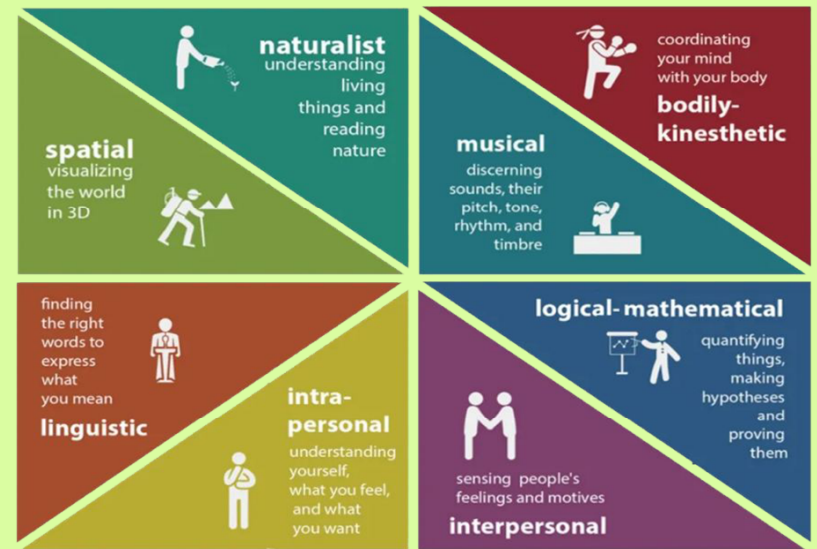 naturalist
understanding
living
things and
reading
nature
spatial
visualizing
the world
in 3D
coordinating
your mind
with your body
bodily-
kinesthetic
musical
discerning
sounds, their
pitch, tone,
rhythm, and
timbre
finding
the right
words to
express
what
you mean
linguistic
intra-
personal
understanding
yourself,
what you feel,
and what
you want
logical-mathematical
quantifying
things,
making
hypotheses
and
proving
them
sensing people's
feelings and motives
interpersonal